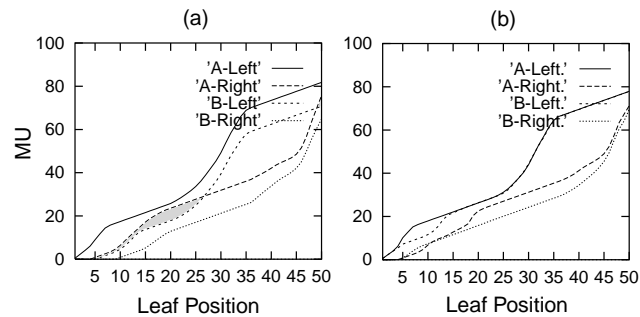 (a)
100
80
60
40
20
0
MU
'A-Left'
'A-Right'
'B-Left'
'B-Right'
5 10 15 20 25 30 35 40 45 50
Leaf Position
(b)
100
80
60
40
20
0
'A-Left.'
'A-Right.'
'B-Left.'
'B-Right.'
5 10 15 20 25 30 35 40 45 50
Leaf Position